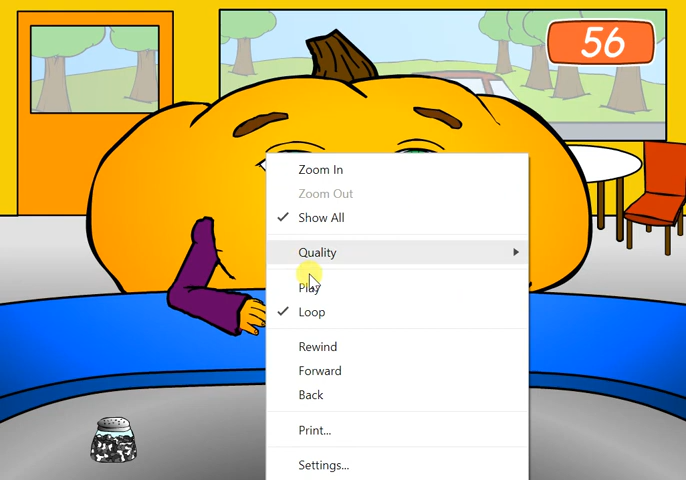 56
Zoom In
Zoom Out
Show All
Quality
Play
Loop
Rewind
Forward
Back
Print...
Settings...